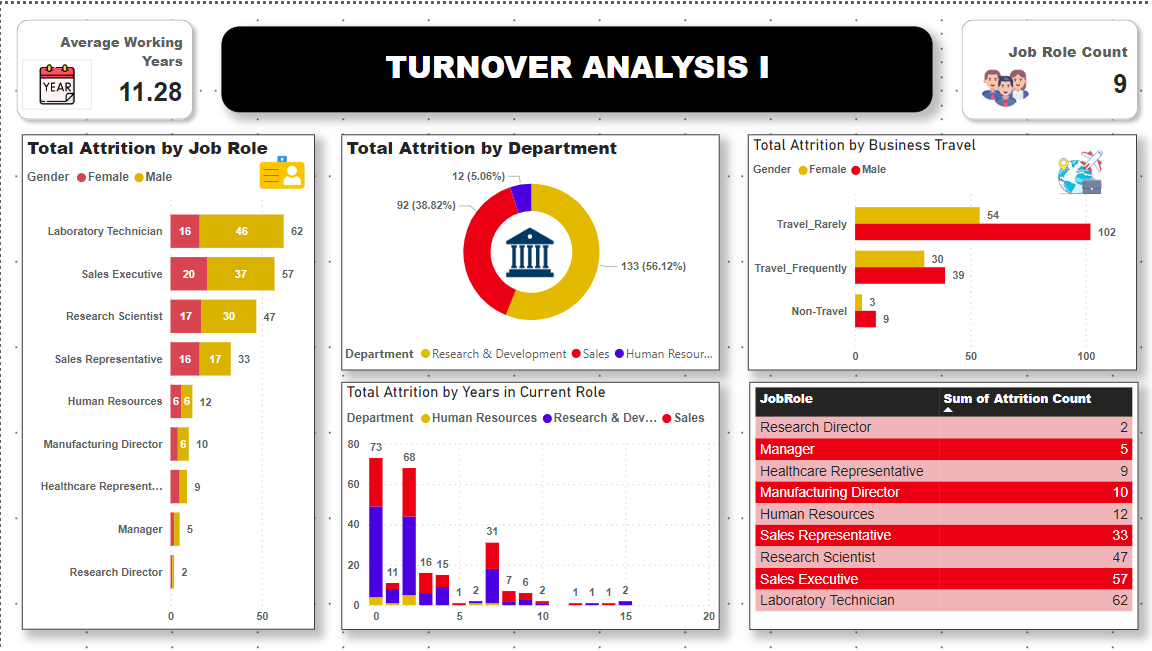 Average Working
Years
YEAR
11.28
TURNOVER ANALYSIS I
Job Role Count
9
Total Attrition by Job Role
Gender Female Male
Laboratory Technician 16 46 62
Sales Executive 20 37 57
Research Scientist 17 30 47
Sales Representative 16 17 33
Human Resources 6 6 12
Manufacturing Director 6 10
Healthcare Represent... 9
Manager 5
Research Director 2
0 50
Total Attrition by Department
12 (5.06%)
92 (38.82%)
133 (56.12%)
Department Research & Development Sales Human Resour...
Total Attrition by Business Travel
Gender Female Male
Travel_Rarely 54
102
Travel_Frequently 30
39
Non-Travel 3
9
0 50 100
Total Attrition by Years in Current Role
Department Human Resources Research & Dev... Sales
80
60
40
20
0
73 11 68 16 15 1 2 31 7 6 2 1 1 1 2
0 5 10 15 20
JobRole Sum of Attrition Count
Research Director 2
Manager 5
Healthcare Representative 9
Manufacturing Director 10
Human Resources 12
Sales Representative 33
Research Scientist 47
Sales Executive 57
Laboratory Technician 62